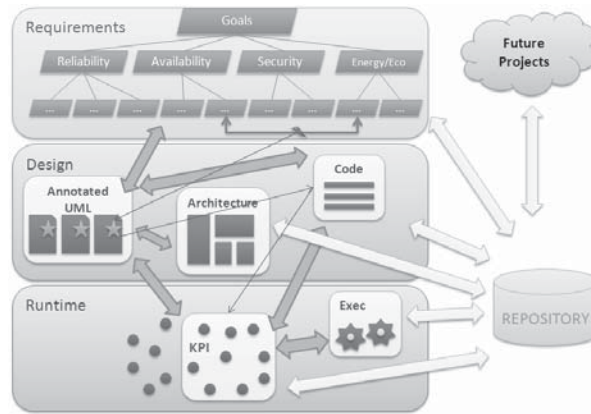 Requirements
Goals
Reliability
Availability
Security
Energy/Eco
... ... ... ... ... ... ... ... ...
Future
Projects
Design
Annotated
UML
Architecture
Code
Runtime
KPI
Exec
REPOSITORY